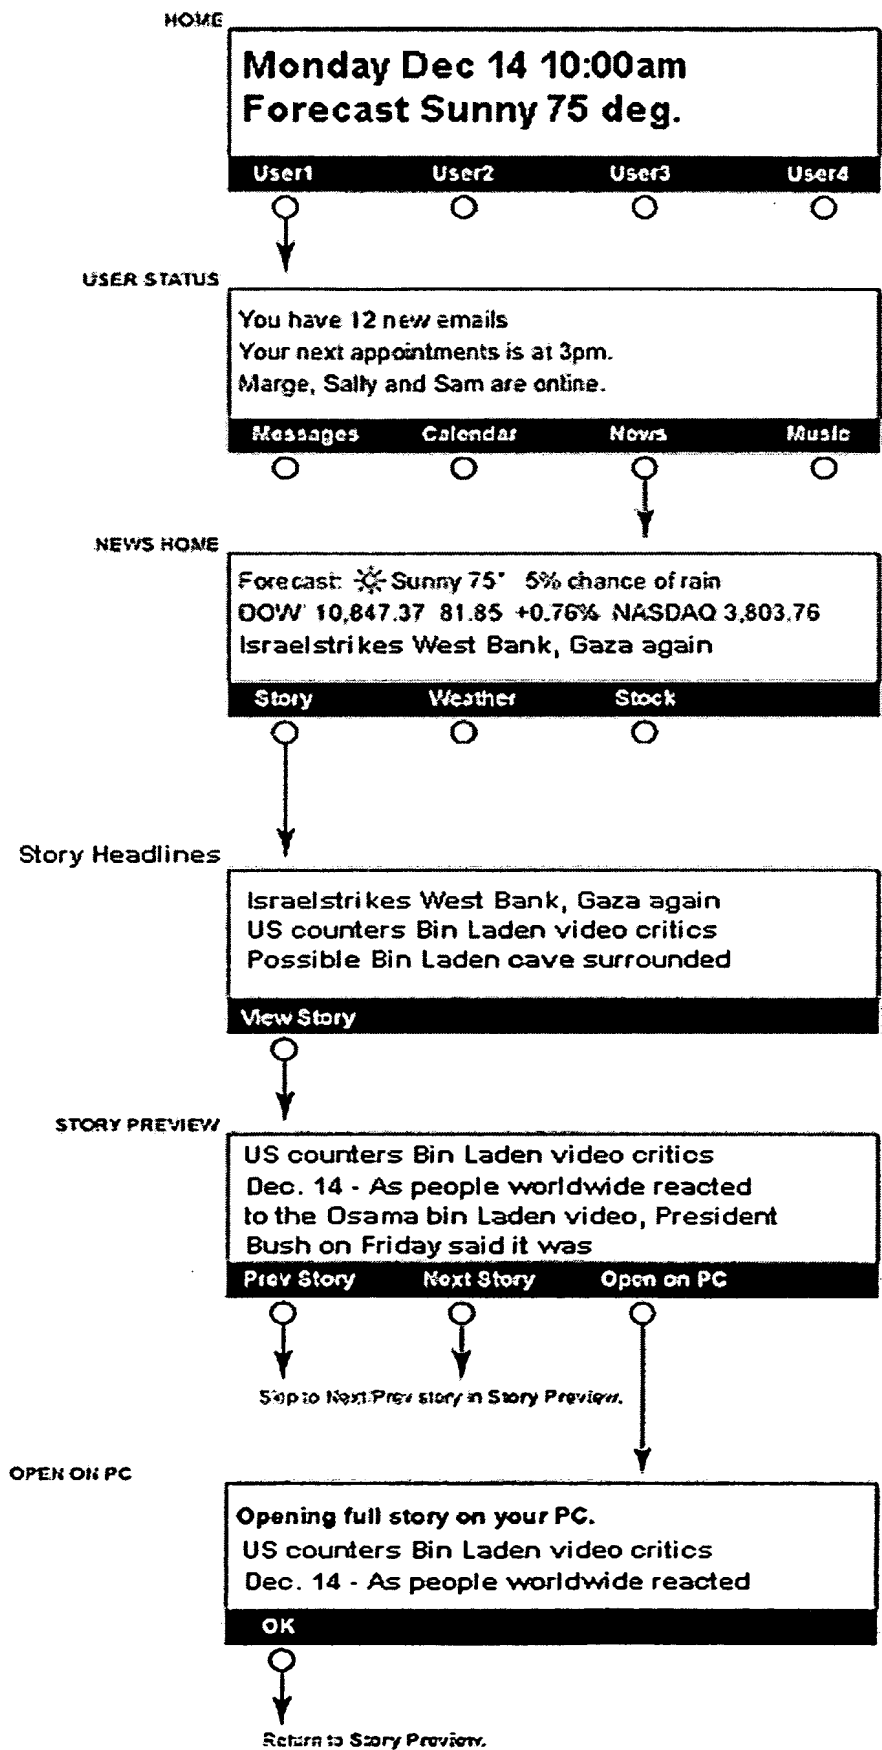 HOME
Monday Dec 14 10:00am
Forecast Sunny 75 deg.
User1 User2 User3 User4
USER STATUS
You have 12 new emails
Your next appointments is at 3pm.
Marge, Sally and Sam are online.
Messages Calendar News Music
NEWS HOME
Forecast: Sunny 75° 5% chance of rain
DOW 10,847.37 81.85 +0.76% NASDAQ 3,803.76
Israelstrikes West Bank, Gaza again
Story Weather Stock
Story Headlines
Israelstrikes West Bank, Gaza again
US counters Bin Laden video critics
Possible Bin Laden cave surrounded
View Story
STORY PREVIEW
US counters Bin Laden video critics
Dec. 14 - As people worldwide reacted
to the Osama bin Laden video, President
Bush on Friday said it was
Prev Story Next Story Open on PC
Skip to Next/Prev story in Story Preview.
OPEN ON PC
Opening full story on your PC.
US counters Bin Laden video critics
Dec. 14 - As people worldwide reacted
OK
Return to Story Preview.